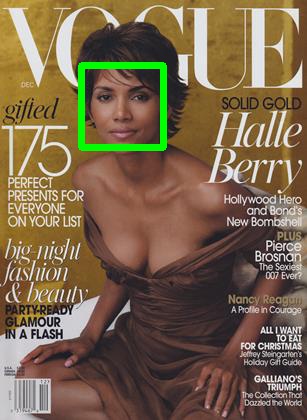 VOGUE
DEC
gifted
175
PERFECT
PRESENTS FOR
EVERYONE
ON YOUR LIST
big-night
fashion
& beauty
PARTY-READY
GLAMOUR
IN A FLASH
SOLID GOLD
Halle
Berry
Hollywood Hero
and Bond's
New Bombshell
PLUS
Pierce
Brosnan
The Sexiest
007 Ever?
Nancy Reagan
A Profile in Courage
ALL I WANT
TO EAT
FOR CHRISTMAS
Jeffrey Steingarten's
Holiday Gift Guide
GALLIANO'S
TRIUMPH
The Collection That
Dazzled the World